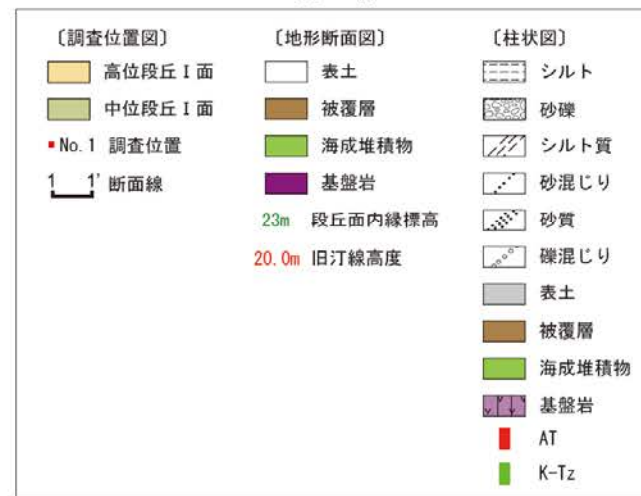 〔調査位置図〕
高位段丘Ⅰ面
中位段丘Ⅰ面
No.1 調査位置
1 1' 断面線
〔地形断面図〕
表土
被覆層
海成堆積物
基盤岩
23m 段丘面内縁標高
20.0m 旧汀線高度
〔柱状図〕
シルト
砂礫
シルト質
砂混じり
砂質
礫混じり
表土
被覆層
海成堆積物
基盤岩
AT
K-Tz